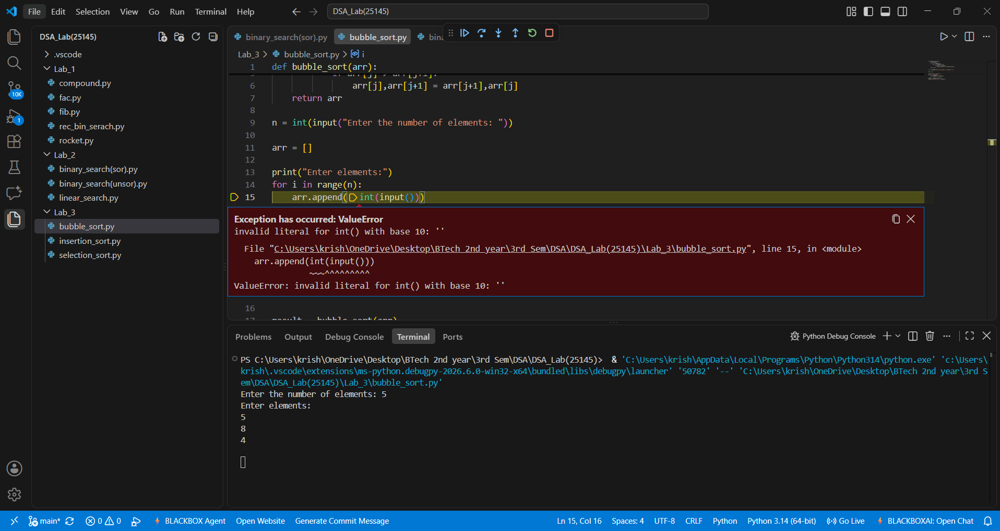 File Edit Selection View Go Run Terminal Help
DSA_Lab(25145)
DSA_Lab(25145)
.vscode
Lab_1
compound.py
fac.py
fib.py
rec_bin_serach.py
rocket.py
Lab_2
binary_search(sor).py
binary_search(unsor).py
linear_search.py
Lab_3
bubble_sort.py
insertion_sort.py
selection_sort.py
10K
1
binary_search(sor).py bubble_sort.py bina
Lab_3 > bubble_sort.py > i
1 def bubble_sort(arr):
6 arr[j],arr[j+1] = arr[j+1],arr[j]
7 return arr
8
9 n = int(input("Enter the number of elements: "))
10
11 arr = []
12
13 print("Enter elements:")
14 for i in range(n):
15 arr.append(int(input()))
Exception has occurred: ValueError
invalid literal for int() with base 10: ''
File "C:\Users\krish\OneDrive\Desktop\BTech 2nd year\3rd Sem\DSA\DSA_Lab(25145)\Lab_3\bubble_sort.py", line 15, in <module>
arr.append(int(input()))
~~~^^^^^^^^^
ValueError: invalid literal for int() with base 10: ''
16
Problems Output Debug Console Terminal Ports
Python Debug Console
PS C:\Users\krish\OneDrive\Desktop\BTech 2nd year\3rd Sem\DSA\DSA_Lab(25145)> & 'C:\Users\krish\AppData\Local\Programs\Python\Python314\python.exe' 'c:\Users\
krish\.vscode\extensions\ms-python.debugpy-2026.6.0-win32-x64\bundled\libs\debugpy\launcher' '50782' '--' 'C:\Users\krish\OneDrive\Desktop\BTech 2nd year\3rd S
em\DSA\DSA_Lab(25145)\Lab_3\bubble_sort.py'
Enter the number of elements: 5
Enter elements:
5
8
4
main* 0 0 BLACKBOX Agent Open Website Generate Commit Message
Ln 15, Col 16 Spaces: 4 UTF-8 CRLF Python Python 3.14 (64-bit) Go Live BLACKBOXAI: Open Chat